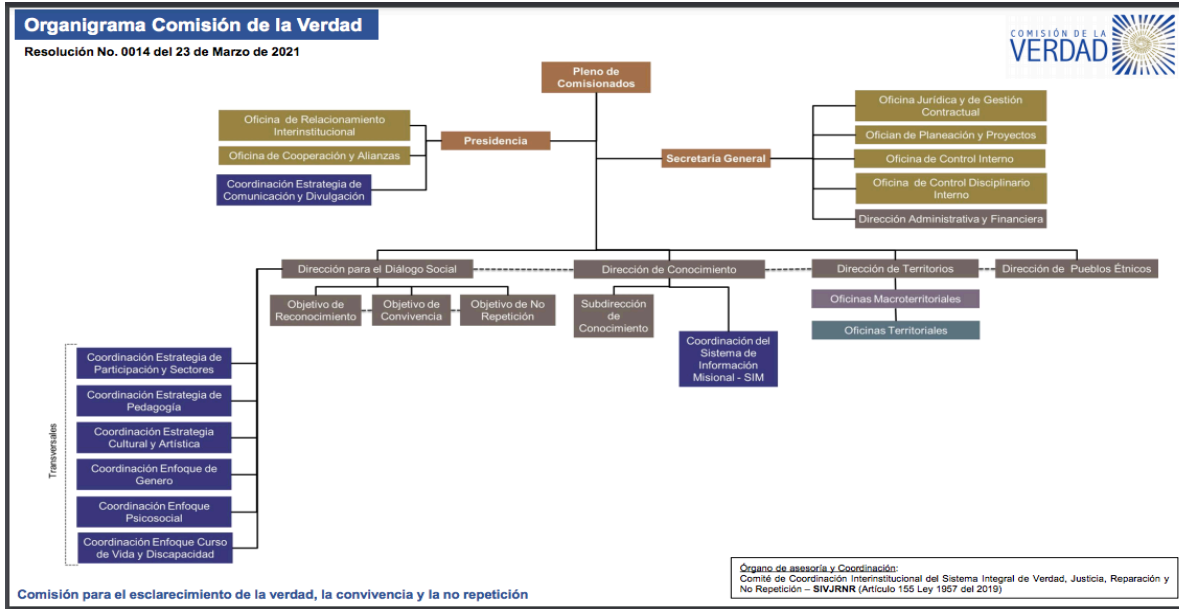 Organigrama Comisión de la Verdad
Resolución No. 0014 del 23 de Marzo de 2021
COMISIÓN DE LA
VERDAD
Pleno de
Comisionados
Oficina de Relacionamiento
Interinstitucional
Oficina de Cooperación y Alianzas
Coordinación Estrategia de
Comunicación y Divulgación
Presidencia
Secretaría General
Oficina Jurídica y de Gestión
Contractual
Ofician de Planeación y Proyectos
Oficina de Control Interno
Oficina de Control Disciplinario
Interno
Dirección Administrativa y Financiera
Dirección para el Diálogo Social
Dirección de Conocimiento
Dirección de Territorios
Dirección de Pueblos Étnicos
Objetivo de
Reconocimiento
Objetivo de
Convivencia
Objetivo de No
Repetición
Subdirección
de
Conocimiento
Coordinación del
Sistema de
Información
Misional - SIM
Oficinas Macroterritoriales
Oficinas Territoriales
Transversales
Coordinación Estrategia de
Participación y Sectores
Coordinación Estrategia de
Pedagogía
Coordinación Estrategia
Cultural y Artística
Coordinación Enfoque de
Genero
Coordinación Enfoque
Psicosocial
Coordinación Enfoque Curso
de Vida y Discapacidad
Órgano de asesoría y Coordinación:
Comité de Coordinación Interinstitucional del Sistema Integral de Verdad, Justicia, Reparación y
No Repetición – SIVJRNR (Artículo 155 Ley 1957 del 2019)
Comisión para el esclarecimiento de la verdad, la convivencia y la no repetición